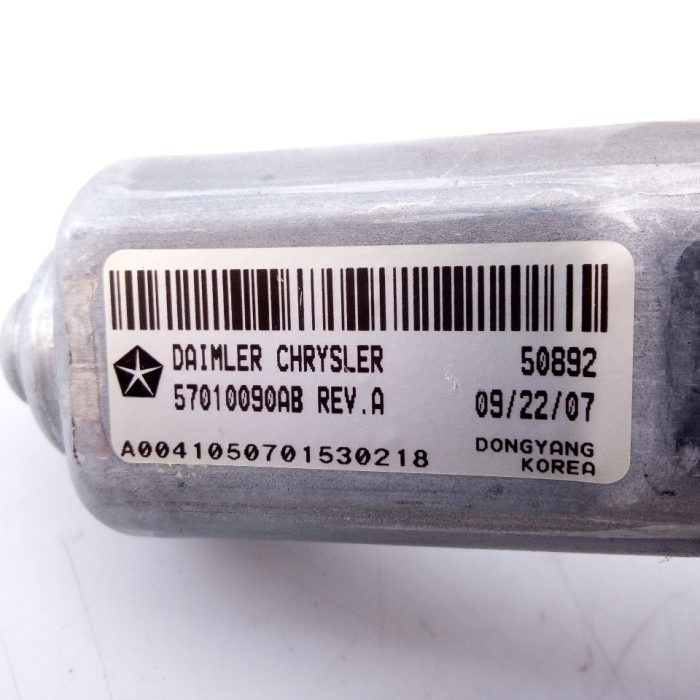 DAIMLER CHRYSLER 50892
57010090AB REV.A 09/22/07
A0041050701530218 DONGYANG
KOREA